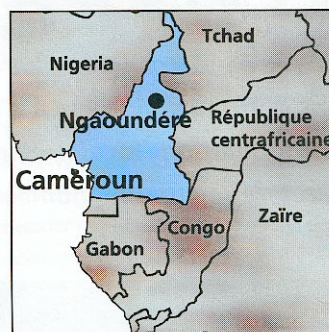 Tchad
Nigeria
Ngaoundéré
République
centrafricaine
Cameroun
Zaïre
Congo
Gabon